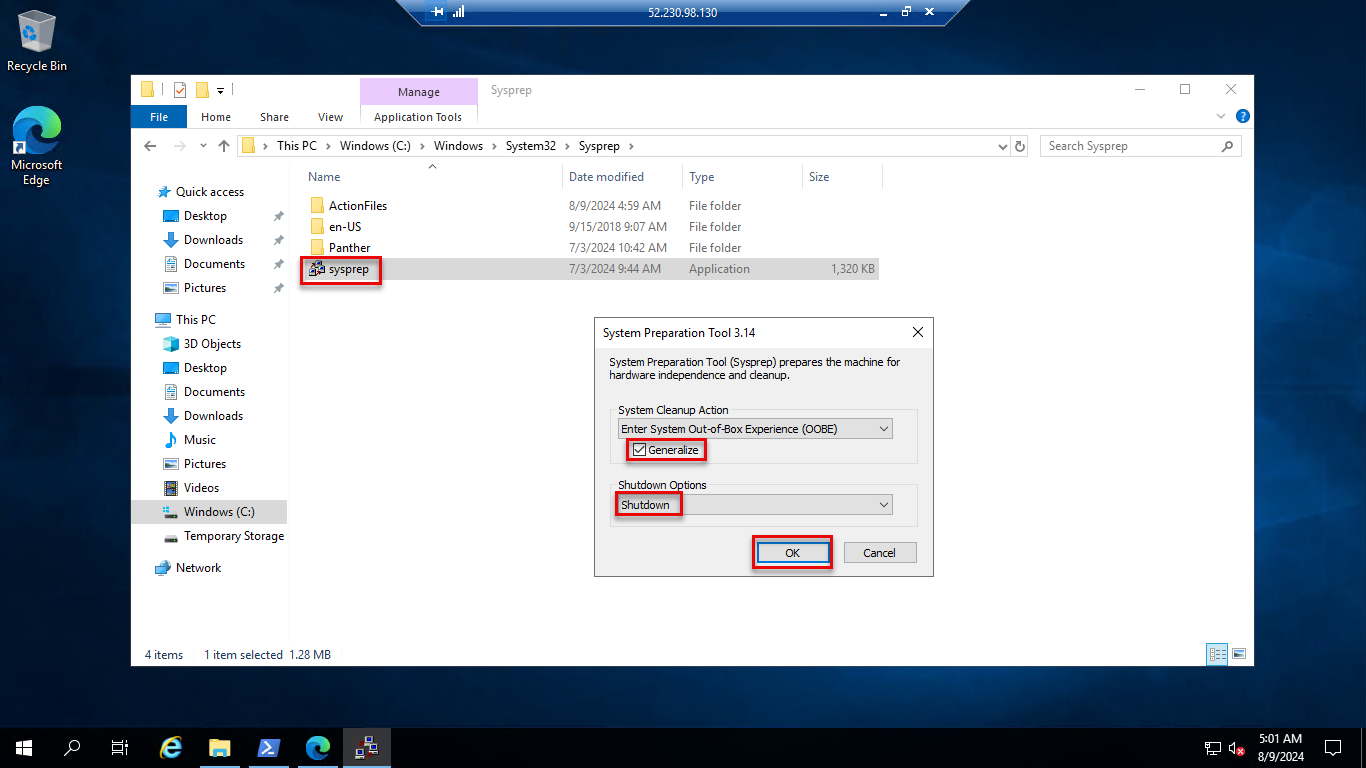 52.230.98.130
Recycle Bin
Microsoft
Edge
Manage
Sysprep
File
Home
Share
View
Application Tools
This PC > Windows (C:) > Windows > System32 > Sysprep >
Search Sysprep
Name
Date modified
Type
Size
ActionFiles
8/9/2024 4:59 AM
File folder
en-US
9/15/2018 9:07 AM
File folder
Panther
7/3/2024 10:42 AM
File folder
sysprep
7/3/2024 9:44 AM
Application
1,320 KB
Quick access
Desktop
Downloads
Documents
Pictures
This PC
3D Objects
Desktop
Documents
Downloads
Music
Pictures
Videos
Windows (C:)
Temporary Storage
Network
System Preparation Tool 3.14
System Preparation Tool (Sysprep) prepares the machine for
hardware independence and cleanup.
System Cleanup Action
Enter System Out-of-Box Experience (OOBE)
Generalize
Shutdown Options
Shutdown
OK
Cancel
4 items
1 item selected 1.28 MB
5:01 AM
8/9/2024